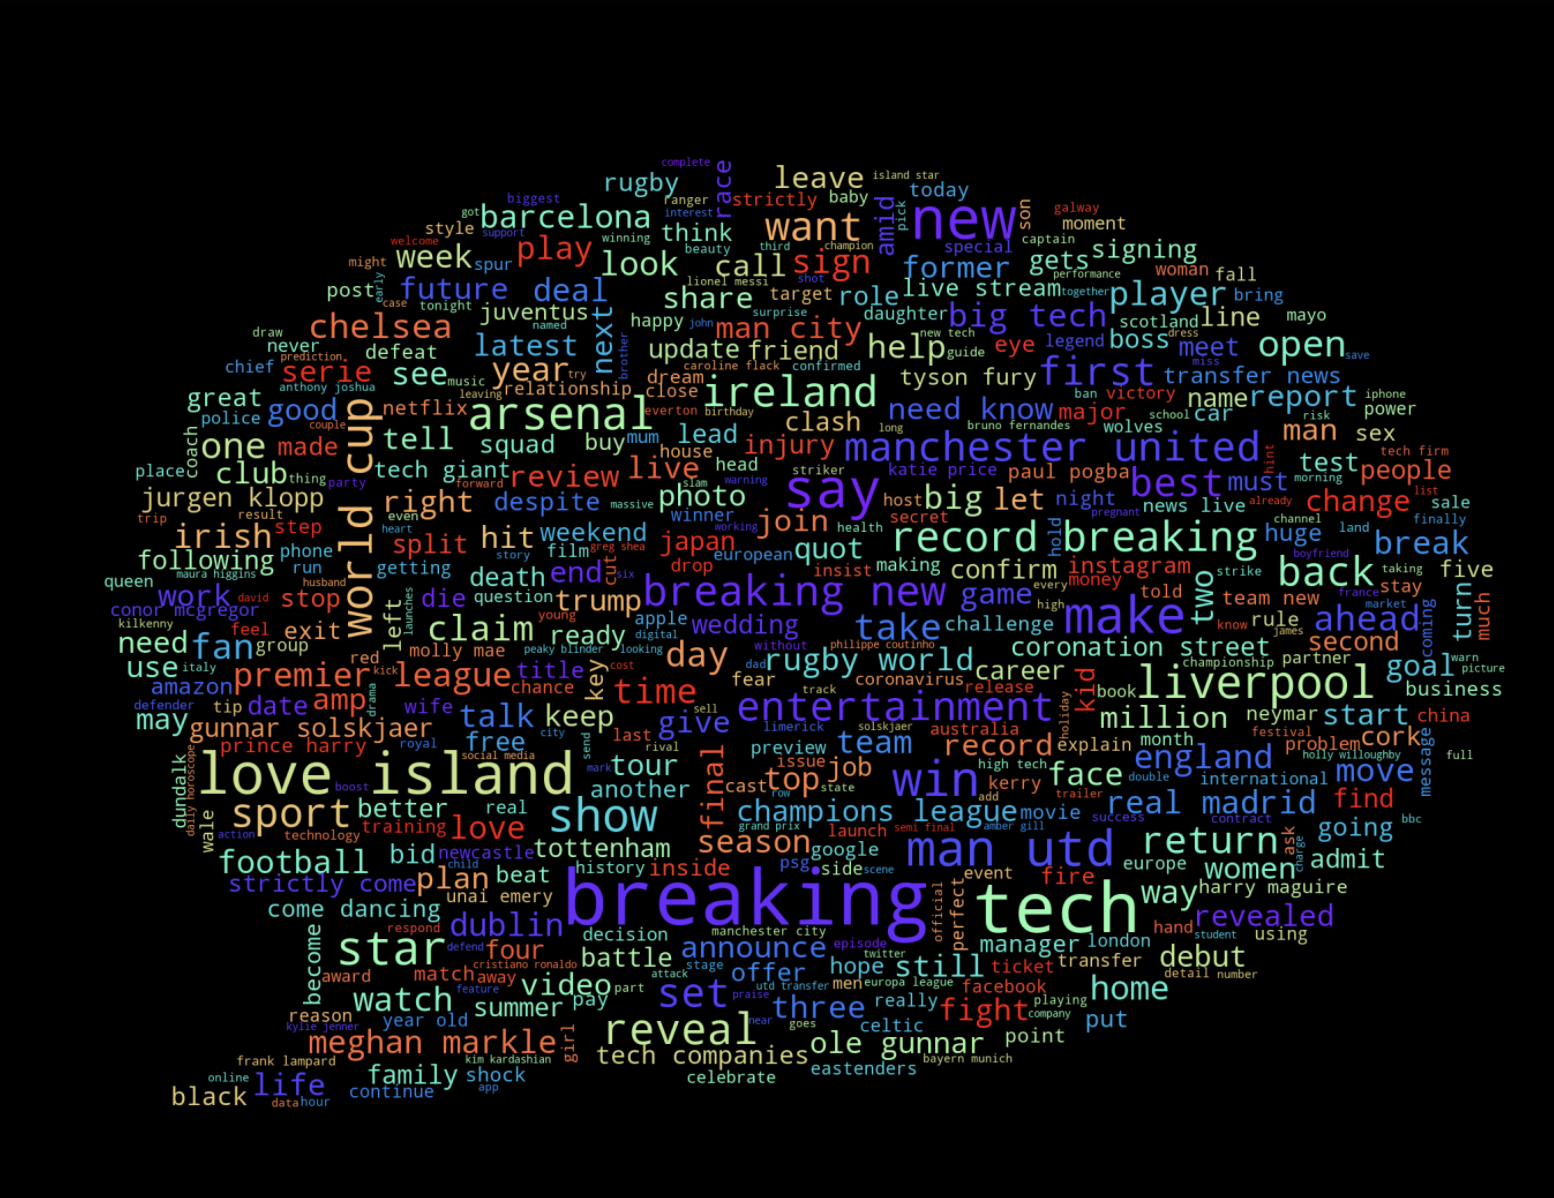 complete
rugby
race
leave
island star
biggest
ranger
strictly
baby
today
got
barcelona
interest
want
amid
pick
new
son
galway
style
support
winning
think
moment
welcome
week
spur
play
look
beauty
third
champion
call
sign
special
captain
signing
gets
might
post
early
future
deal
lionel messi
shot
former
performance
woman
fall
case
tonight
juventus
share
target
role
live stream
together
player
bring
chelsea
named
next
happy
john
surprise
man city
daughter
big tech
scotland
line
mayo
draw
never
prediction
defeat
latest
brother
update
friend
new tech
help
guide
eye
legend
boss
dress
meet
open
save
chief
serie
see
music
year
try
dream
caroline flack
confirmed
tyson fury
first
miss
transfer news
anthony joshua
leaving
relationship
close
ireland
great
police
good
couple
netflix
arsenal
everton
birthday
need know
ban
victory
major
school
name
car
report
iphone
power
risk
coach
one
made
heart
world cup
tell
squad
buy
mum
lead
house
clash
injury
long
manchester united
bruno fernandes
wolves
man
sex
hint
tech firm
place
club
thing
party
tech giant
forward
review
live
head
slam
warning
striker
say
katie price
paul pogba
best
must
test
morning
people
jurgen klopp
right
despite
massive
photo
host
big
let
night
pregnant
news live
already
change
list
sale
trip
result
irish
step
even
split
hit
weekend
winner
working
join
health
secret
record breaking
hold
huge
channel
land
finally
break
following
phone
run
getting
story
film
greg shea
cut
japan
drop
european
quot
insist
making
confirm
every
instagram
money
boyfriend
back
taking
five
queen
maura higgins
husband
death
end
six
strike
told
two
stay
work
david
stop
launches
die
question
young
trump
breaking new
game
high
make
team new
france
market
coming
turn
much
conor mcgregor
kilkenny
feel
exit
left
claim
ready
apple
digital
wedding
take
challenge
know
rule
james
ahead
need
fan
group
red
kick
molly mae
peaky blinder
looking
day
without
philippe coutinho
coronation street
second
use
italy
premier league
title
key
cost
dad
rugby world
career
championship
partner
goal
warn
picture
amazon
defender
tip
date
amp
drama
chance
time
fear
coronavirus
release
kid
book
liverpool
business
may
gunnar solskjaer
wife
talk
keep
give
sell
track
entertainment
holiday
million
neymar
start
china
dundalk
daily horoscope
prince harry
royal
free
city
send
last
rival
limerick
solskjaer
preview
team
australia
record
explain
month
festival
problem
cork
message
full
love island
social media
boost
mark
tour
final
issue
top
job
high tech
face
england
holly willoughby
double
international
move
another
cast
row
state
win
kerry
add
trailer
wale
sport
better
real
show
champions league
movie
real madrid
find
action
technology
training
love
grand prix
launch
semi final
amber gill
success
contract
going
bbc
football
bid
newcastle
tottenham
season
google
man utd
return
ask
charge
admit
strictly come
plan
beat
history
inside
psg
side
scene
event
fire
europe
women
come dancing
unai emery
breaking
official
perfect
tech
way
harry maguire
respond
dublin
decision
manchester city
episode
hand
revealed
student
using
become
star
defend
four
battle
announce
twitter
manager
london
transfer
debut
award
match
away
cristiano ronaldo
attack
stage
offer
hope
still
ticket
detail number
reason
watch
feature
video
part
set
utd transfer
praise
men
europa league
facebook
home
kylie jenner
year old
summer
pay
near
three
really
fight
playing
company
put
meghan markle
girl
reveal
goes
celtic
point
frank lampard
kim kardashian
tech companies
ole gunnar
bayern munich
online
life
family
shock
celebrate
eastenders
black
data
hour
continue
app
child